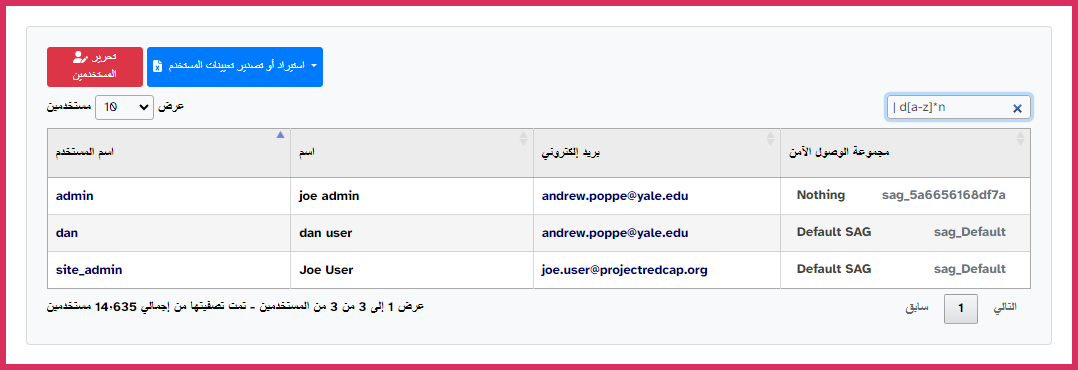 تحرير المستخدمين
استيراد أو تصدير تعيينات المستخدم
عرض 10 مستخدمين
| d[a-z]*n
اسم المستخدم اسم بريد إلكتروني مجموعة الوصول الآمن
admin joe admin andrew.poppe@yale.edu Nothing sag_5a6656168df7a
dan dan user andrew.poppe@yale.edu Default SAG sag_Default
site_admin Joe User joe.user@projectredcap.org Default SAG sag_Default
عرض 1 إلى 3 من 3 من المستخدمين - تمت تصفيتها من إجمالي 14،635 مستخدمين
سابق 1 التالي